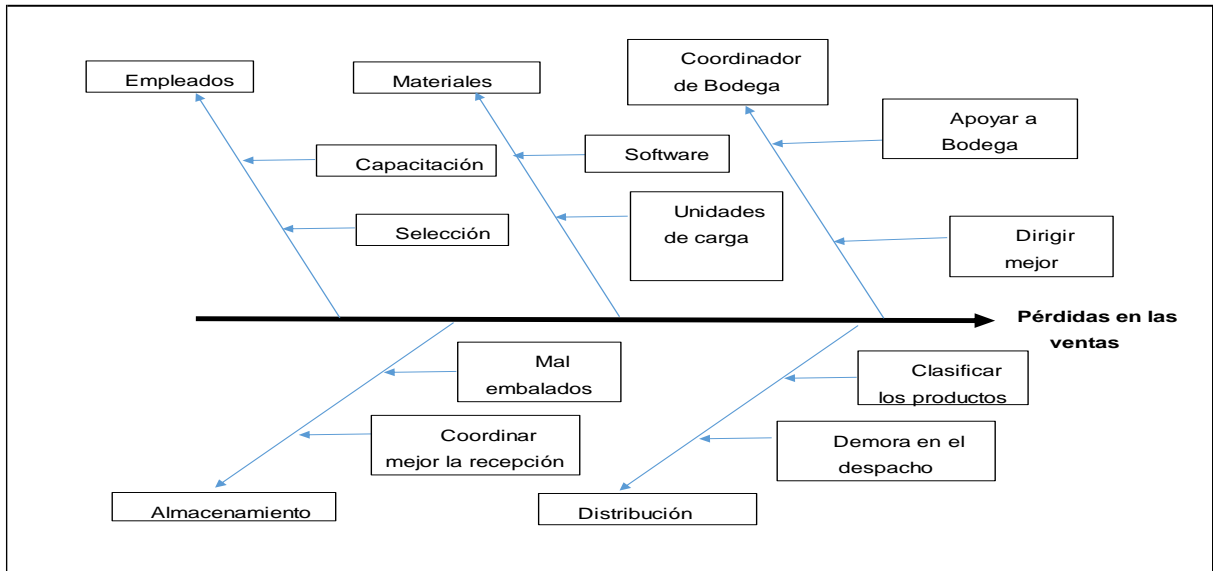 Empleados
Materiales
Coordinador
de Bodega
Apoyar a
Bodega
Capacitación
Software
Selección
Unidades
de carga
Dirigir
mejor
Pérdidas en las
ventas
Mal
embalados
Clasificar
los productos
Coordinar
mejor la recepción
Demora en el
despacho
Almacenamiento
Distribución